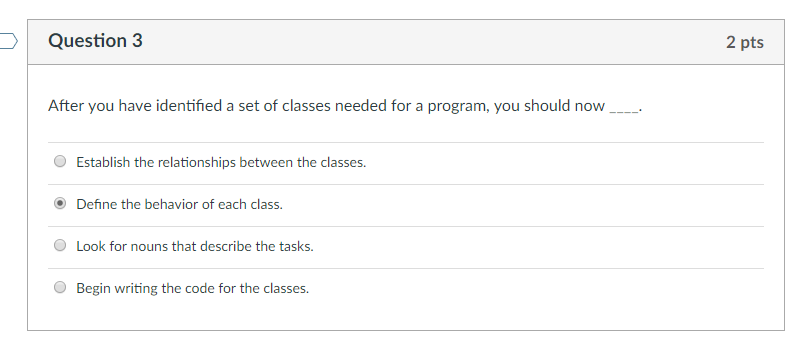 Question 3
2 pts
After you have identified a set of classes needed for a program, you should now ____.
Establish the relationships between the classes.
Define the behavior of each class.
Look for nouns that describe the tasks.
Begin writing the code for the classes.